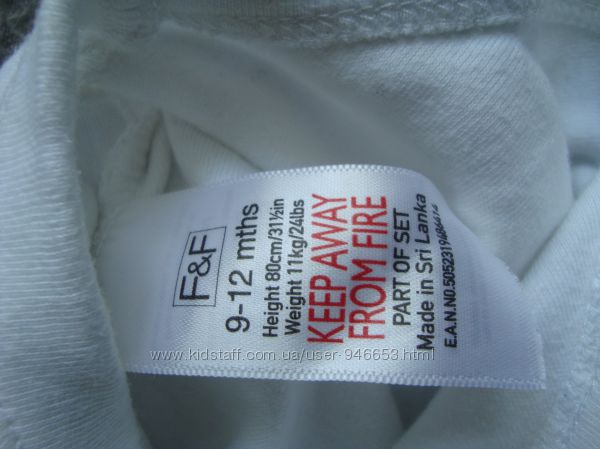 F&F
9-12 mths
Height 80cm/31½in
Weight 11kg/24lbs
KEEP AWAY
FROM FIRE
PART OF SET
Made in Sri Lanka
www.kidstaff.com.ua/user-946653.html